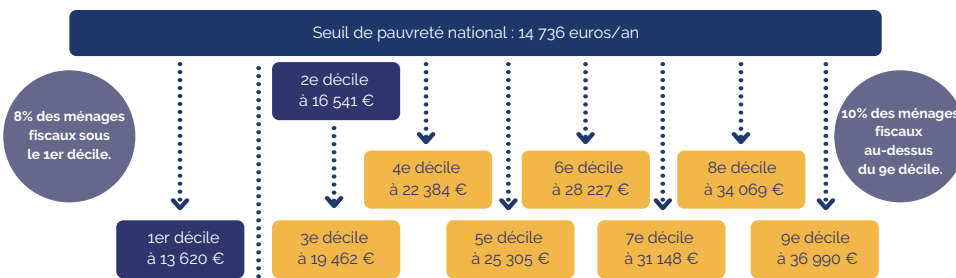 Seuil de pauvreté national : 14 736 euros/an
8% des ménages
fiscaux sous
le 1er décile.
2e décile
à 16 541 €
10% des ménages
fiscaux
au-dessus
du 9e décile.
4e décile
à 22 384 €
6e décile
à 28 227 €
8e décile
à 34 069 €
1er décile
à 13 620 €
3e décile
à 19 462 €
5e décile
à 25 305 €
7e décile
à 31 148 €
9e décile
à 36 990 €